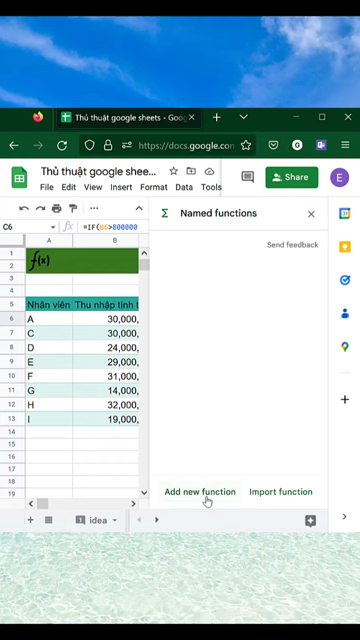 Thủ thuật google sheets - Goog
https://docs.google.com
Thủ thuật google shee...
Share
E
File Edit View Insert Format Data Tools
Named functions
Send feedback
C6 fx =IF(B6>800000
A B
1 f(x)
2
3
4
5 Nhân viên Thu nhập tính t
6 A 30,000,
7 C 30,000,
8 D 24,000,
9 E 29,000,
10 F 31,000,
11 G 14,000,
12 H 32,000,
13 I 19,000,
14
15
16
17
18
19
Add new function Import function
1 idea